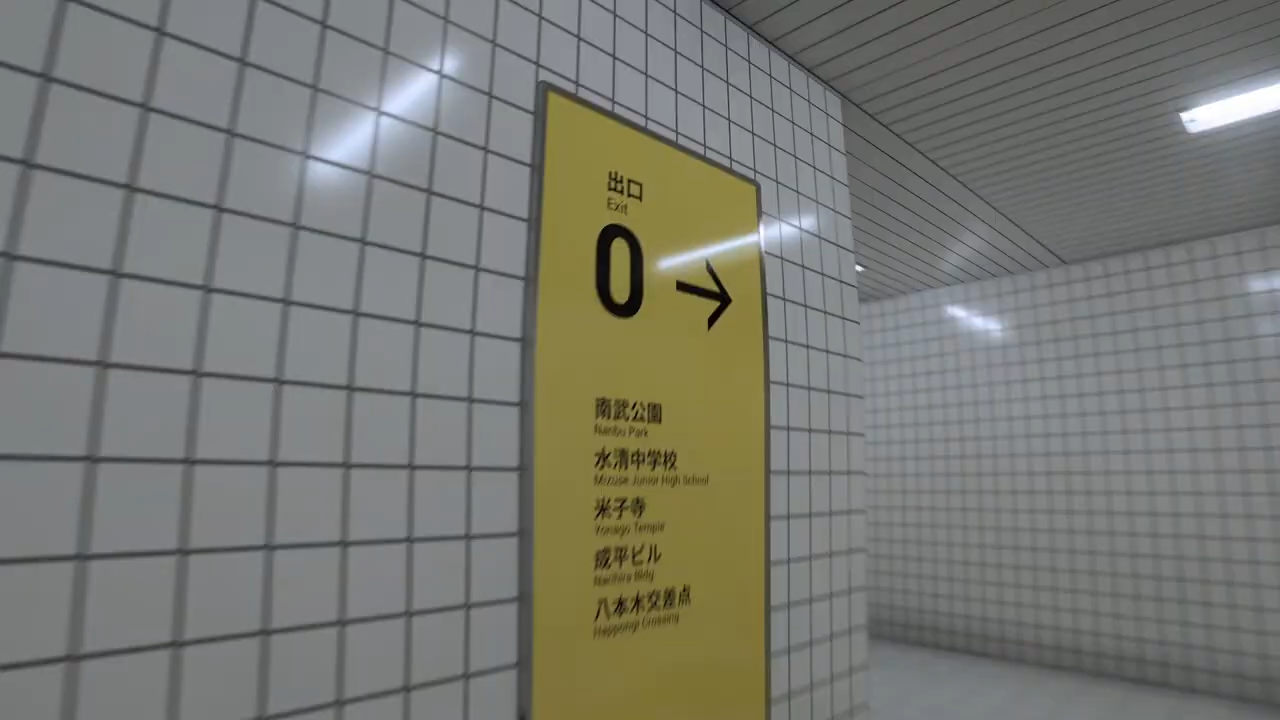 出口
Exit
0 →
南武公園
Nanbu Park
水清中学校
Mizuse Junior High School
米子寺
Yonago Temple
成平ビル
Narihira Bldg
八本木交差点
Happongi Crossing